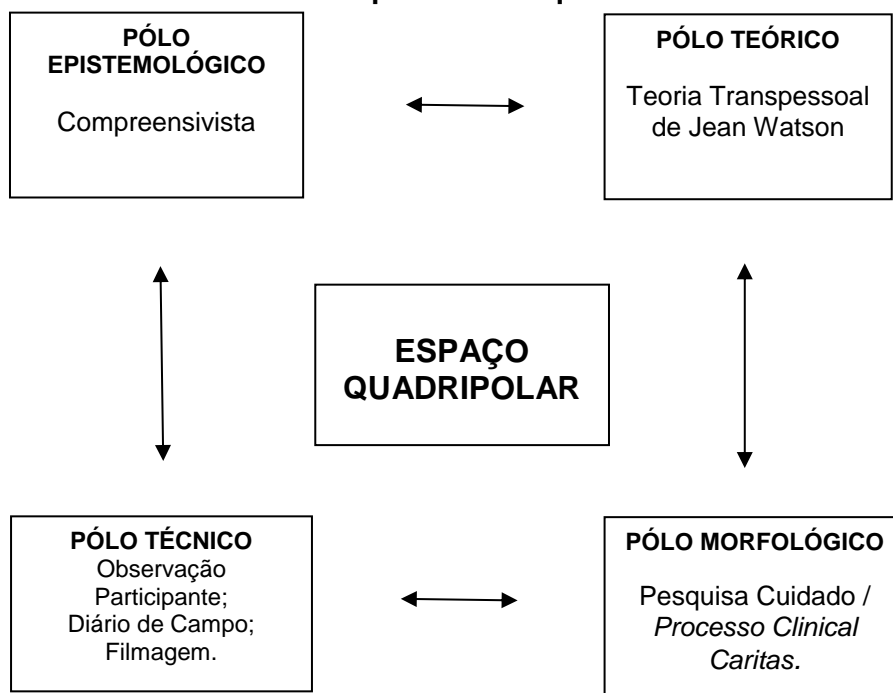 PÓLO
EPISTEMOLÓGICO
Compreensivista
PÓLO TEÓRICO
Teoria Transpessoal
de Jean Watson
ESPAÇO
QUADRIPOLAR
PÓLO TÉCNICO
Observação
Participante;
Diário de Campo;
Filmagem.
PÓLO MORFOLÓGICO
Pesquisa Cuidado /
Processo Clinical
Caritas.